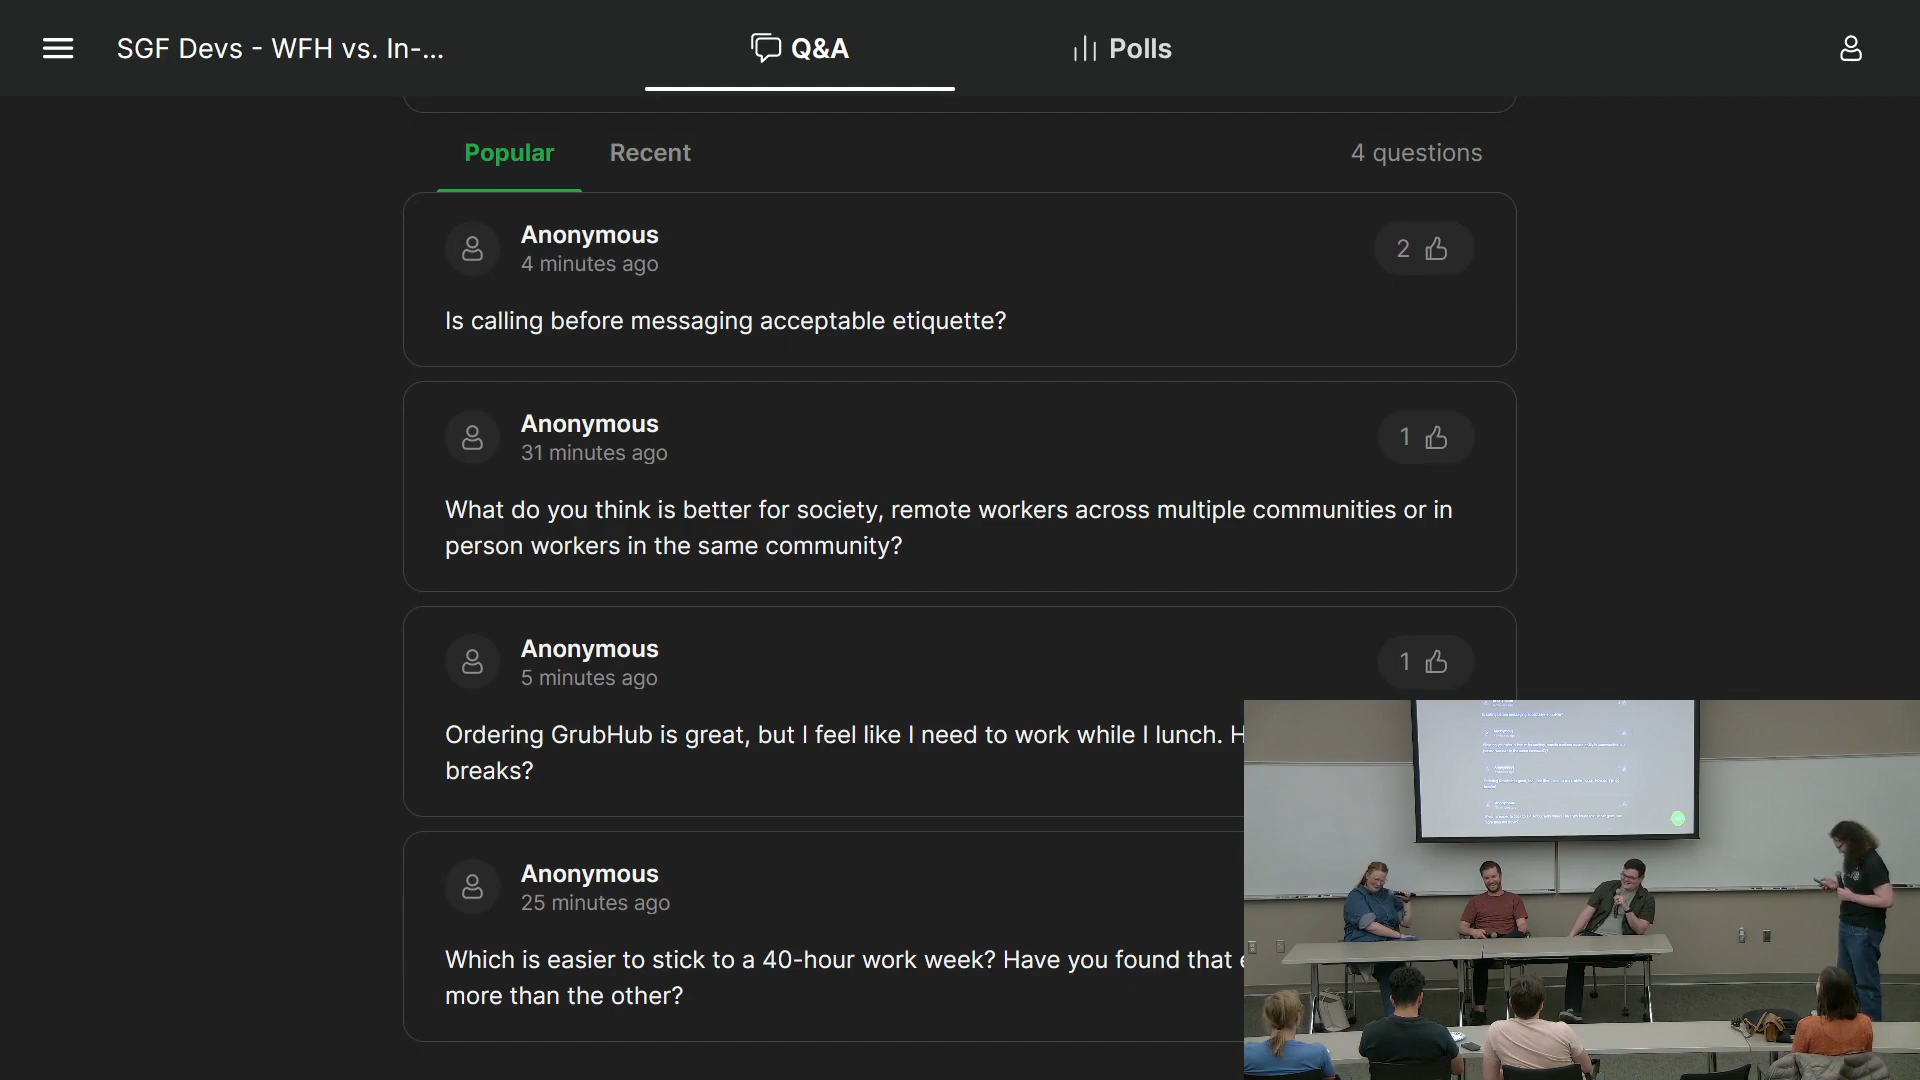 SGF Devs - WFH vs. In-...
Q&A
Polls
Popular
Recent
4 questions
Anonymous
4 minutes ago
2
Is calling before messaging acceptable etiquette?
Anonymous
31 minutes ago
1
What do you think is better for society, remote workers across multiple communities or in
person workers in the same community?
Anonymous
5 minutes ago
1
Ordering GrubHub is great, but I feel like I need to work while I lunch.
breaks?
Anonymous
25 minutes ago
Which is easier to stick to a 40-hour work week? Have you found that
more than the other?